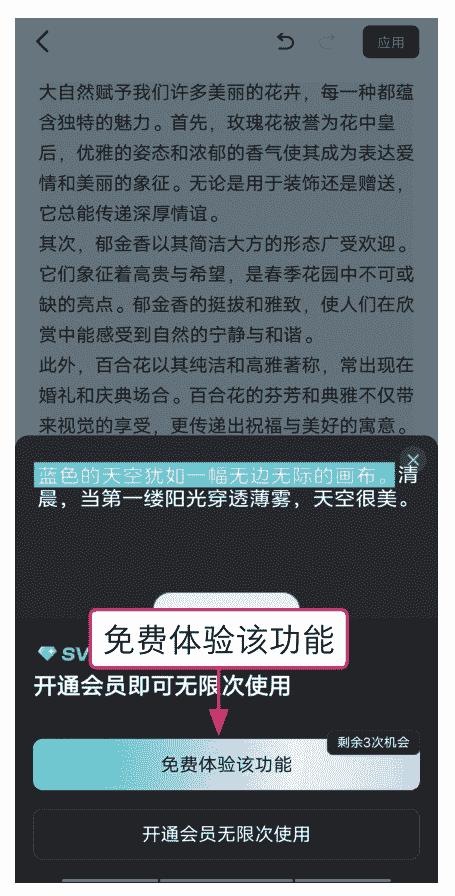 应用
大自然赋予我们许多美丽的花卉，每一种都蕴
含独特的魅力。首先，玫瑰花被誉为花中皇
后，优雅的姿态和浓郁的香气使其成为表达爱
情和美丽的象征。无论是用于装饰还是赠送，
它总能传递深厚情谊。
其次，郁金香以其简洁大方的形态广受欢迎。
它们象征着高贵与希望，是春季花园中不可或
缺的亮点。郁金香的挺拔和雅致，使人们在欣
赏中能感受到自然的宁静与和谐。
此外，百合花以其纯洁和高雅著称，常出现在
婚礼和庆典场合。百合花的芬芳和典雅不仅带
来视觉的享受，更传递出祝福与美好的寓意。
蓝色的天空犹如一幅无边无际的画布。清
晨，当第一缕阳光穿透薄雾，天空很美。
免费体验该功能
SV
开通会员即可无限次使用
剩余3次机会
免费体验该功能
开通会员无限次使用